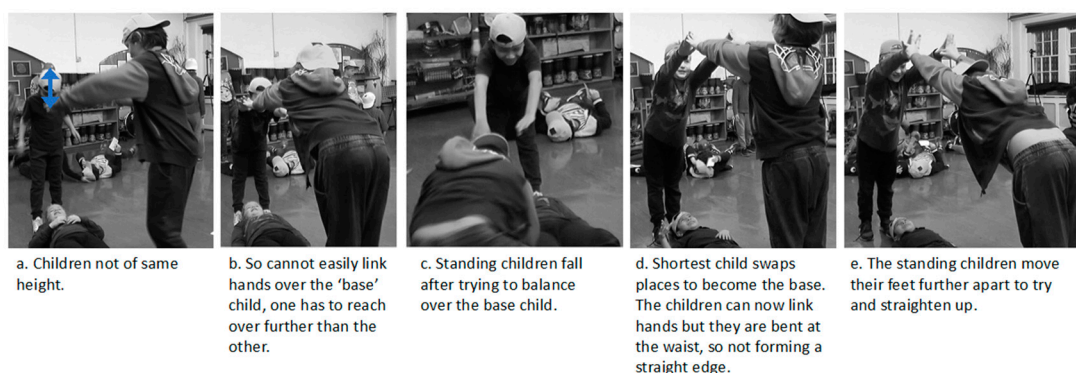 a. Children not of same
height.
b. So cannot easily link
hands over the ‘base’
child, one has to reach
over further than the
other.
c. Standing children fall
after trying to balance
over the base child.
d. Shortest child swaps
places to become the base.
The children can now link
hands but they are bent at
the waist, so not forming a
straight edge.
e. The standing children move
their feet further apart to try
and straighten up.